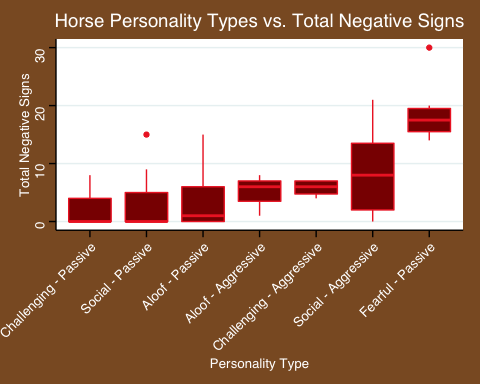 Horse Personality Types vs. Total Negative Signs
Total Negative Signs
30
20
10
0
Challenging - Passive
Social - Passive
Aloof - Passive
Aloof - Aggressive
Challenging - Aggressive
Social - Aggressive
Fearful - Passive
Personality Type